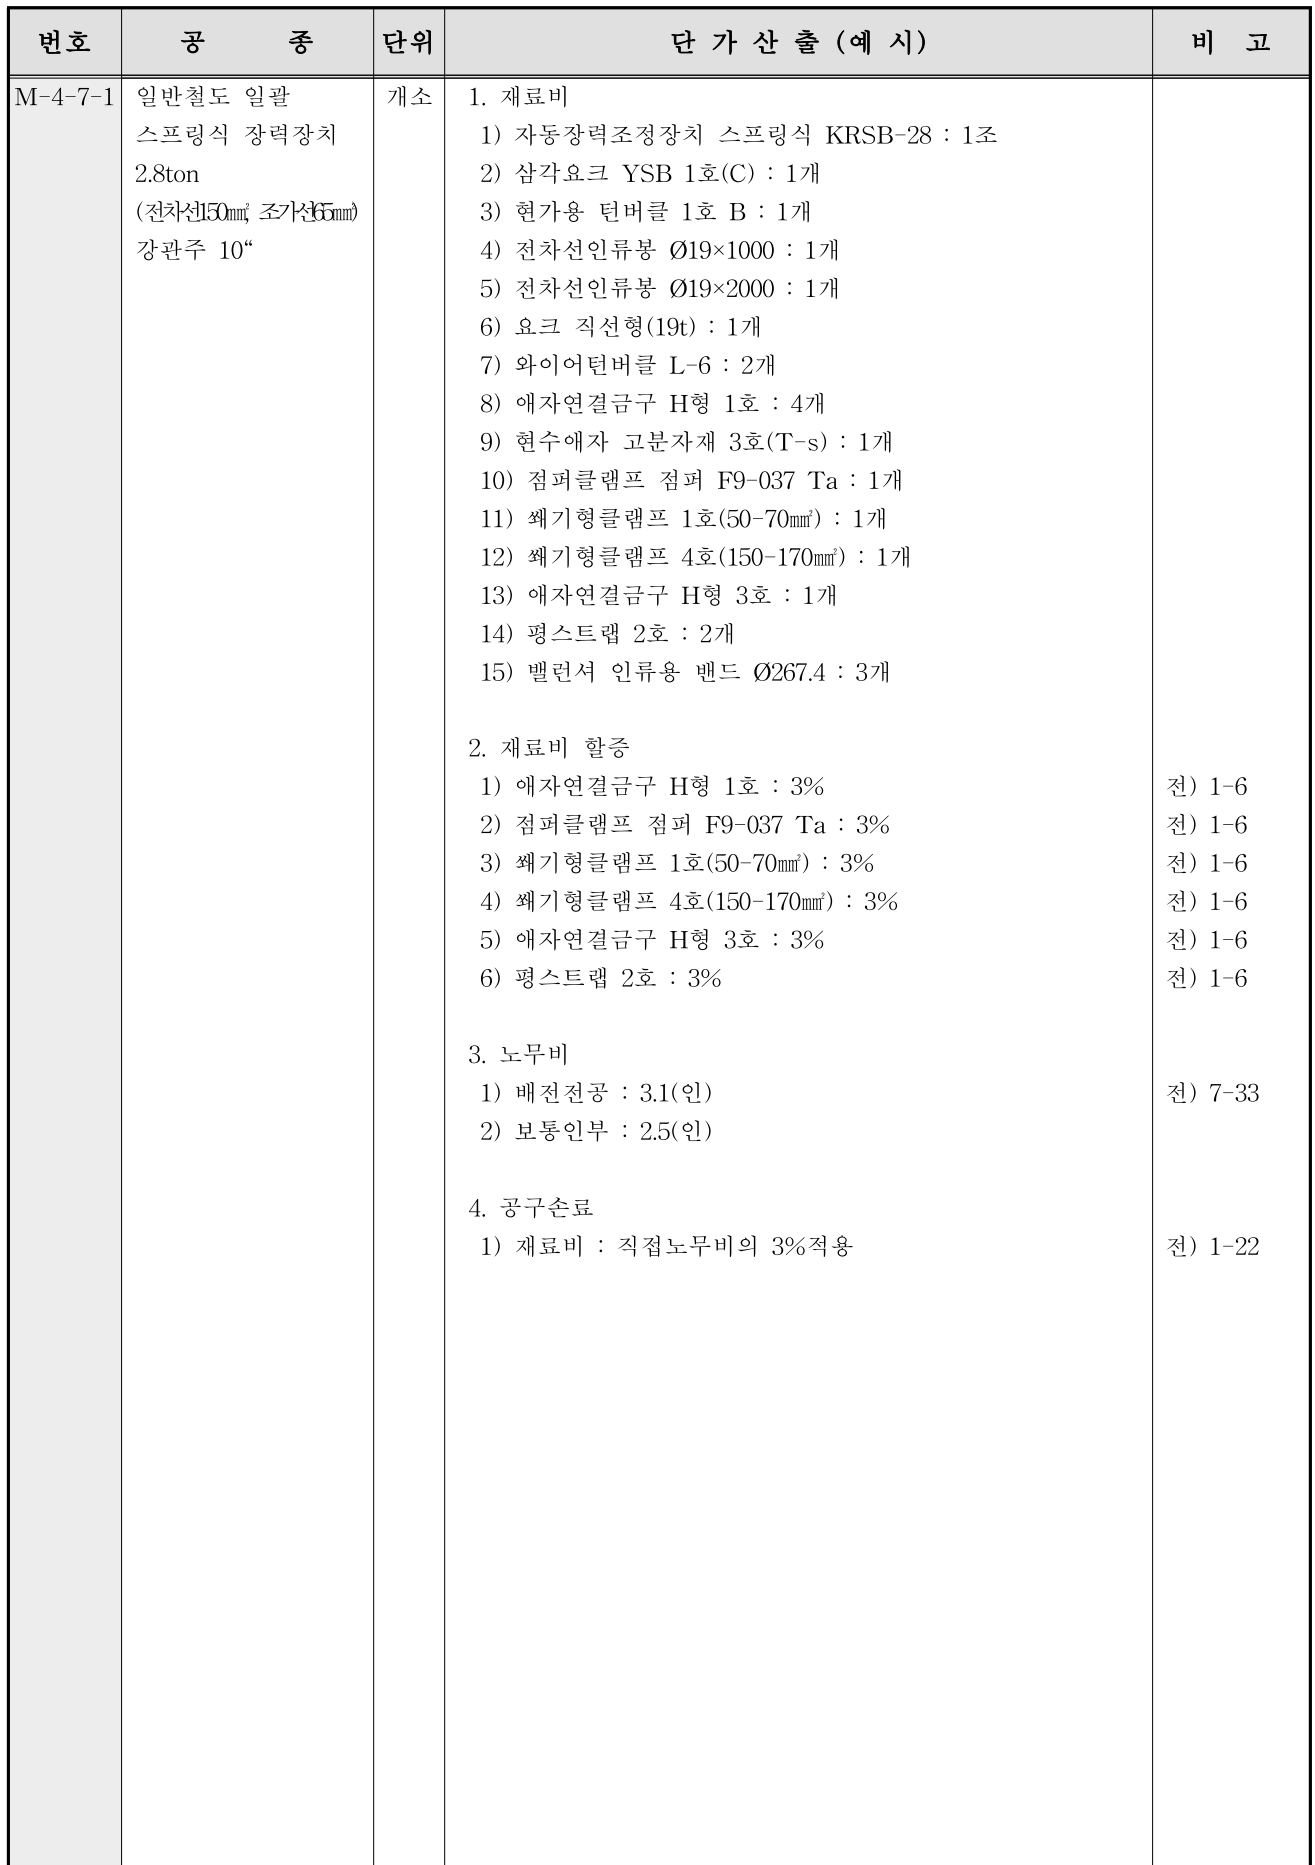 번호 공 종 단위 단 가 산 출 (예 시) 비 고
M-4-7-1 일반철도 일괄 개소 1. 재료비
스프링식 장력장치 1) 자동장력조정장치 스프링식 KRSB-28 : 1조
2.8ton 2) 삼각요크 YSB 1호(C) : 1개
(전차선150㎟, 조가선65㎟) 3) 현가용 턴버클 1호 B : 1개
강관주 10“ 4) 전차선인류봉 Ø19×1000 : 1개
5) 전차선인류봉 Ø19×2000 : 1개
6) 요크 직선형(19t) : 1개
7) 와이어턴버클 L-6 : 2개
8) 애자연결금구 H형 1호 : 4개
9) 현수애자 고분자재 3호(T-s) : 1개
10) 점퍼클램프 점퍼 F9-037 Ta : 1개
11) 쐐기형클램프 1호(50-70㎟) : 1개
12) 쐐기형클램프 4호(150-170㎟) : 1개
13) 애자연결금구 H형 3호 : 1개
14) 평스트랩 2호 : 2개
15) 밸런셔 인류용 밴드 Ø267.4 : 3개
2. 재료비 할증
1) 애자연결금구 H형 1호 : 3% 전) 1-6
2) 점퍼클램프 점퍼 F9-037 Ta : 3% 전) 1-6
3) 쐐기형클램프 1호(50-70㎟) : 3% 전) 1-6
4) 쐐기형클램프 4호(150-170㎟) : 3% 전) 1-6
5) 애자연결금구 H형 3호 : 3% 전) 1-6
6) 평스트랩 2호 : 3% 전) 1-6
3. 노무비
1) 배전전공 : 3.1(인) 전) 7-33
2) 보통인부 : 2.5(인)
4. 공구손료
1) 재료비 : 직접노무비의 3%적용 전) 1-22